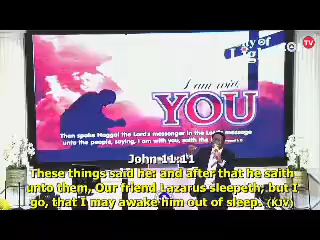 TV
I am with
YOU
Then spoke Haggai the Lord's messenger in the Lord's message
unto the people, saying, I am with you, saith the
John 11:11
These things said he: and after that he saith
unto them, Our friend Lazarus sleepeth; but I
go, that I may awake him out of sleep. (KJV)